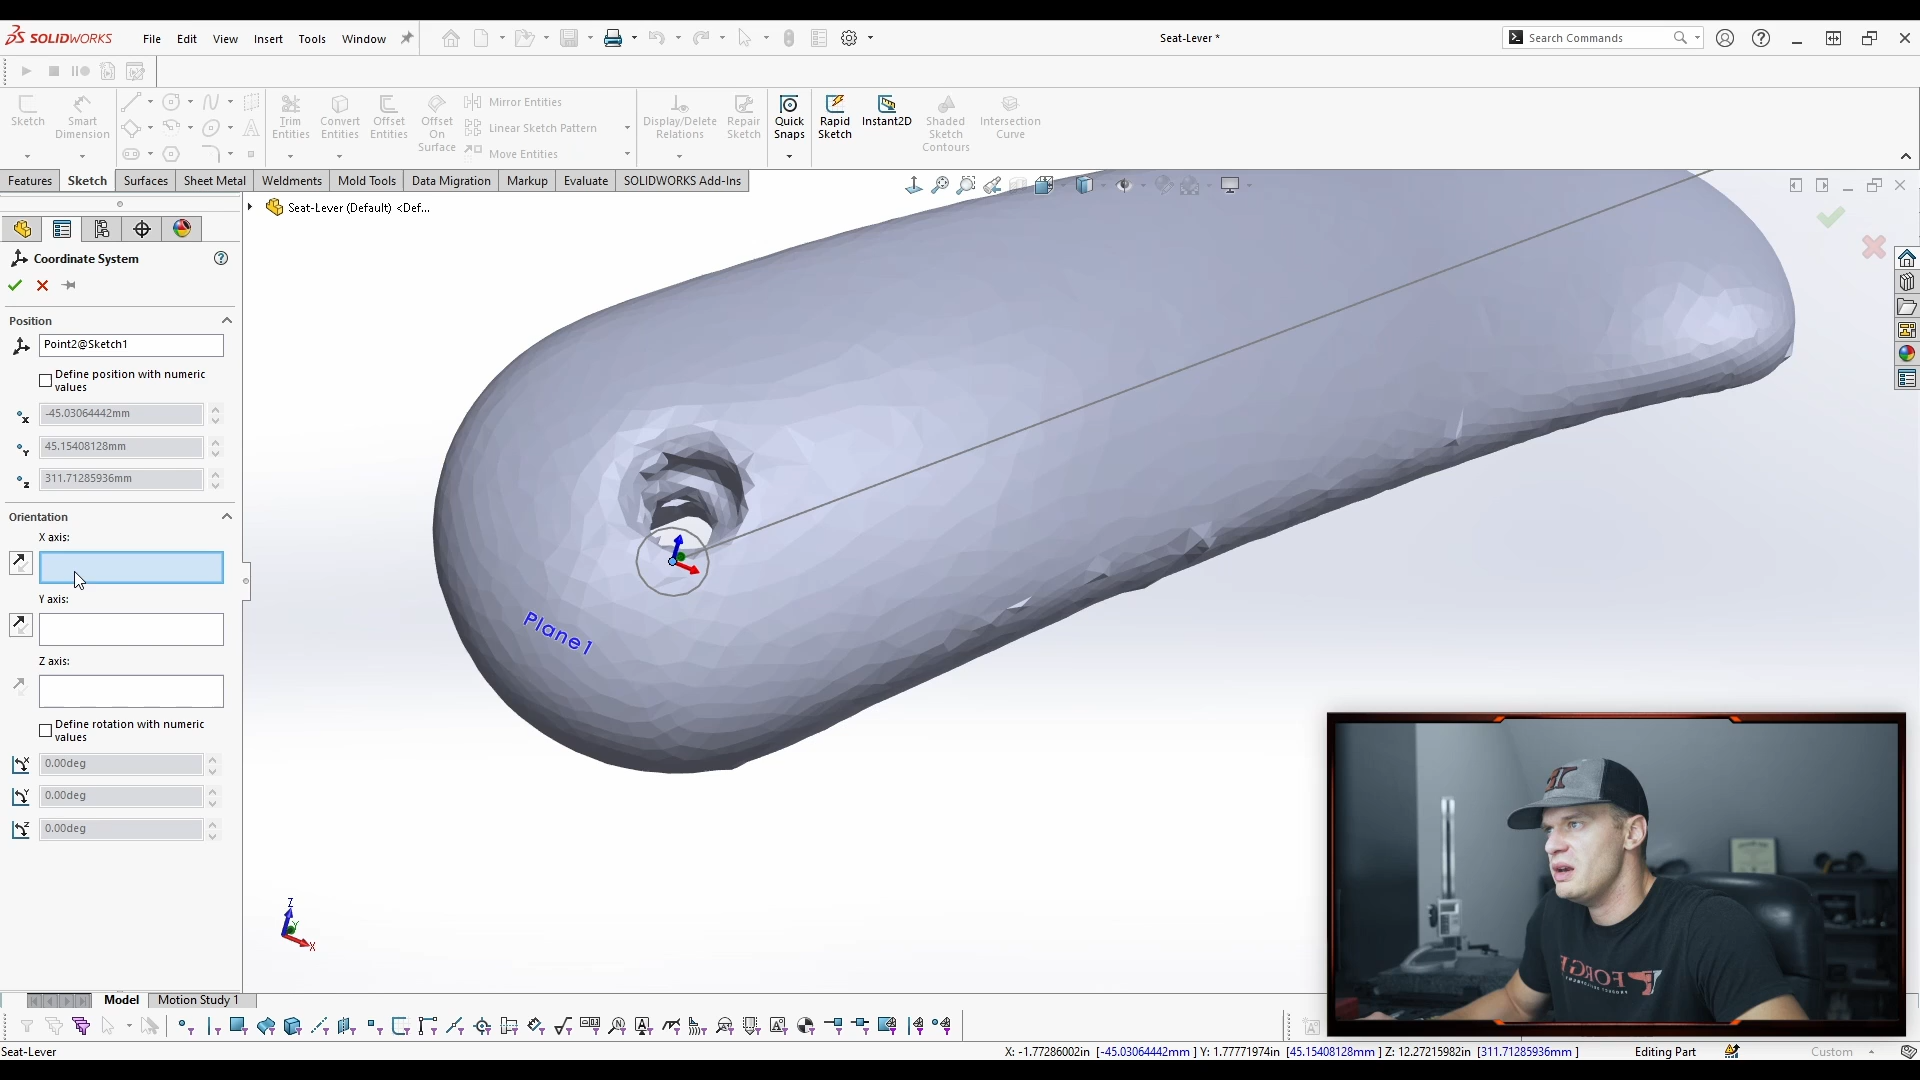 SOLIDWORKS
File Edit View Insert Tools Window
Seat-Lever *
Search Commands
Sketch
Smart Dimension
Trim Entities
Convert Entities
Offset Entities
Offset On Surface
Mirror Entities
Linear Sketch Pattern
Move Entities
Display/Delete Relations
Repair Sketch
Quick Snaps
Rapid Sketch
Instant2D
Shaded Sketch Contours
Intersection Curve
Features Sketch Surfaces Sheet Metal Weldments Mold Tools Data Migration Markup Evaluate SOLIDWORKS Add-Ins
Seat-Lever (Default) <Def...
Coordinate System
Position
Point2@Sketch1
Define position with numeric
values
-45.03064442mm
45.15408128mm
311.71285936mm
Orientation
X axis:
Y axis:
Z axis:
Define rotation with numeric
values
0.00deg
0.00deg
0.00deg
Plane1
Z
Y
X
FORGE
Model Motion Study 1
Seat-Lever
X: -1.77286002in [-45.03064442mm ] Y: 1.77771974in [45.15408128mm ] Z: 12.27215982in [311.71285936mm ]
Editing Part
Custom